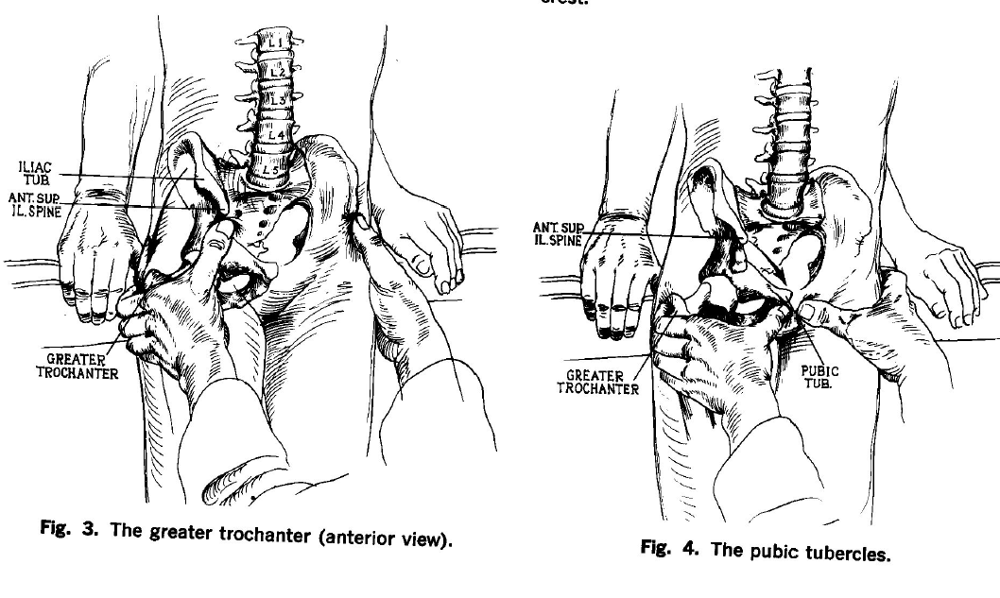 crest.
L1
L2
L3
L4
L5
ILIAC
TUB.
ANT. SUP.
IL. SPINE
GREATER
TROCHANTER
Fig. 3. The greater trochanter (anterior view).
ANT. SUP.
IL. SPINE
GREATER
TROCHANTER
PUBIC
TUB.
Fig. 4. The pubic tubercles.